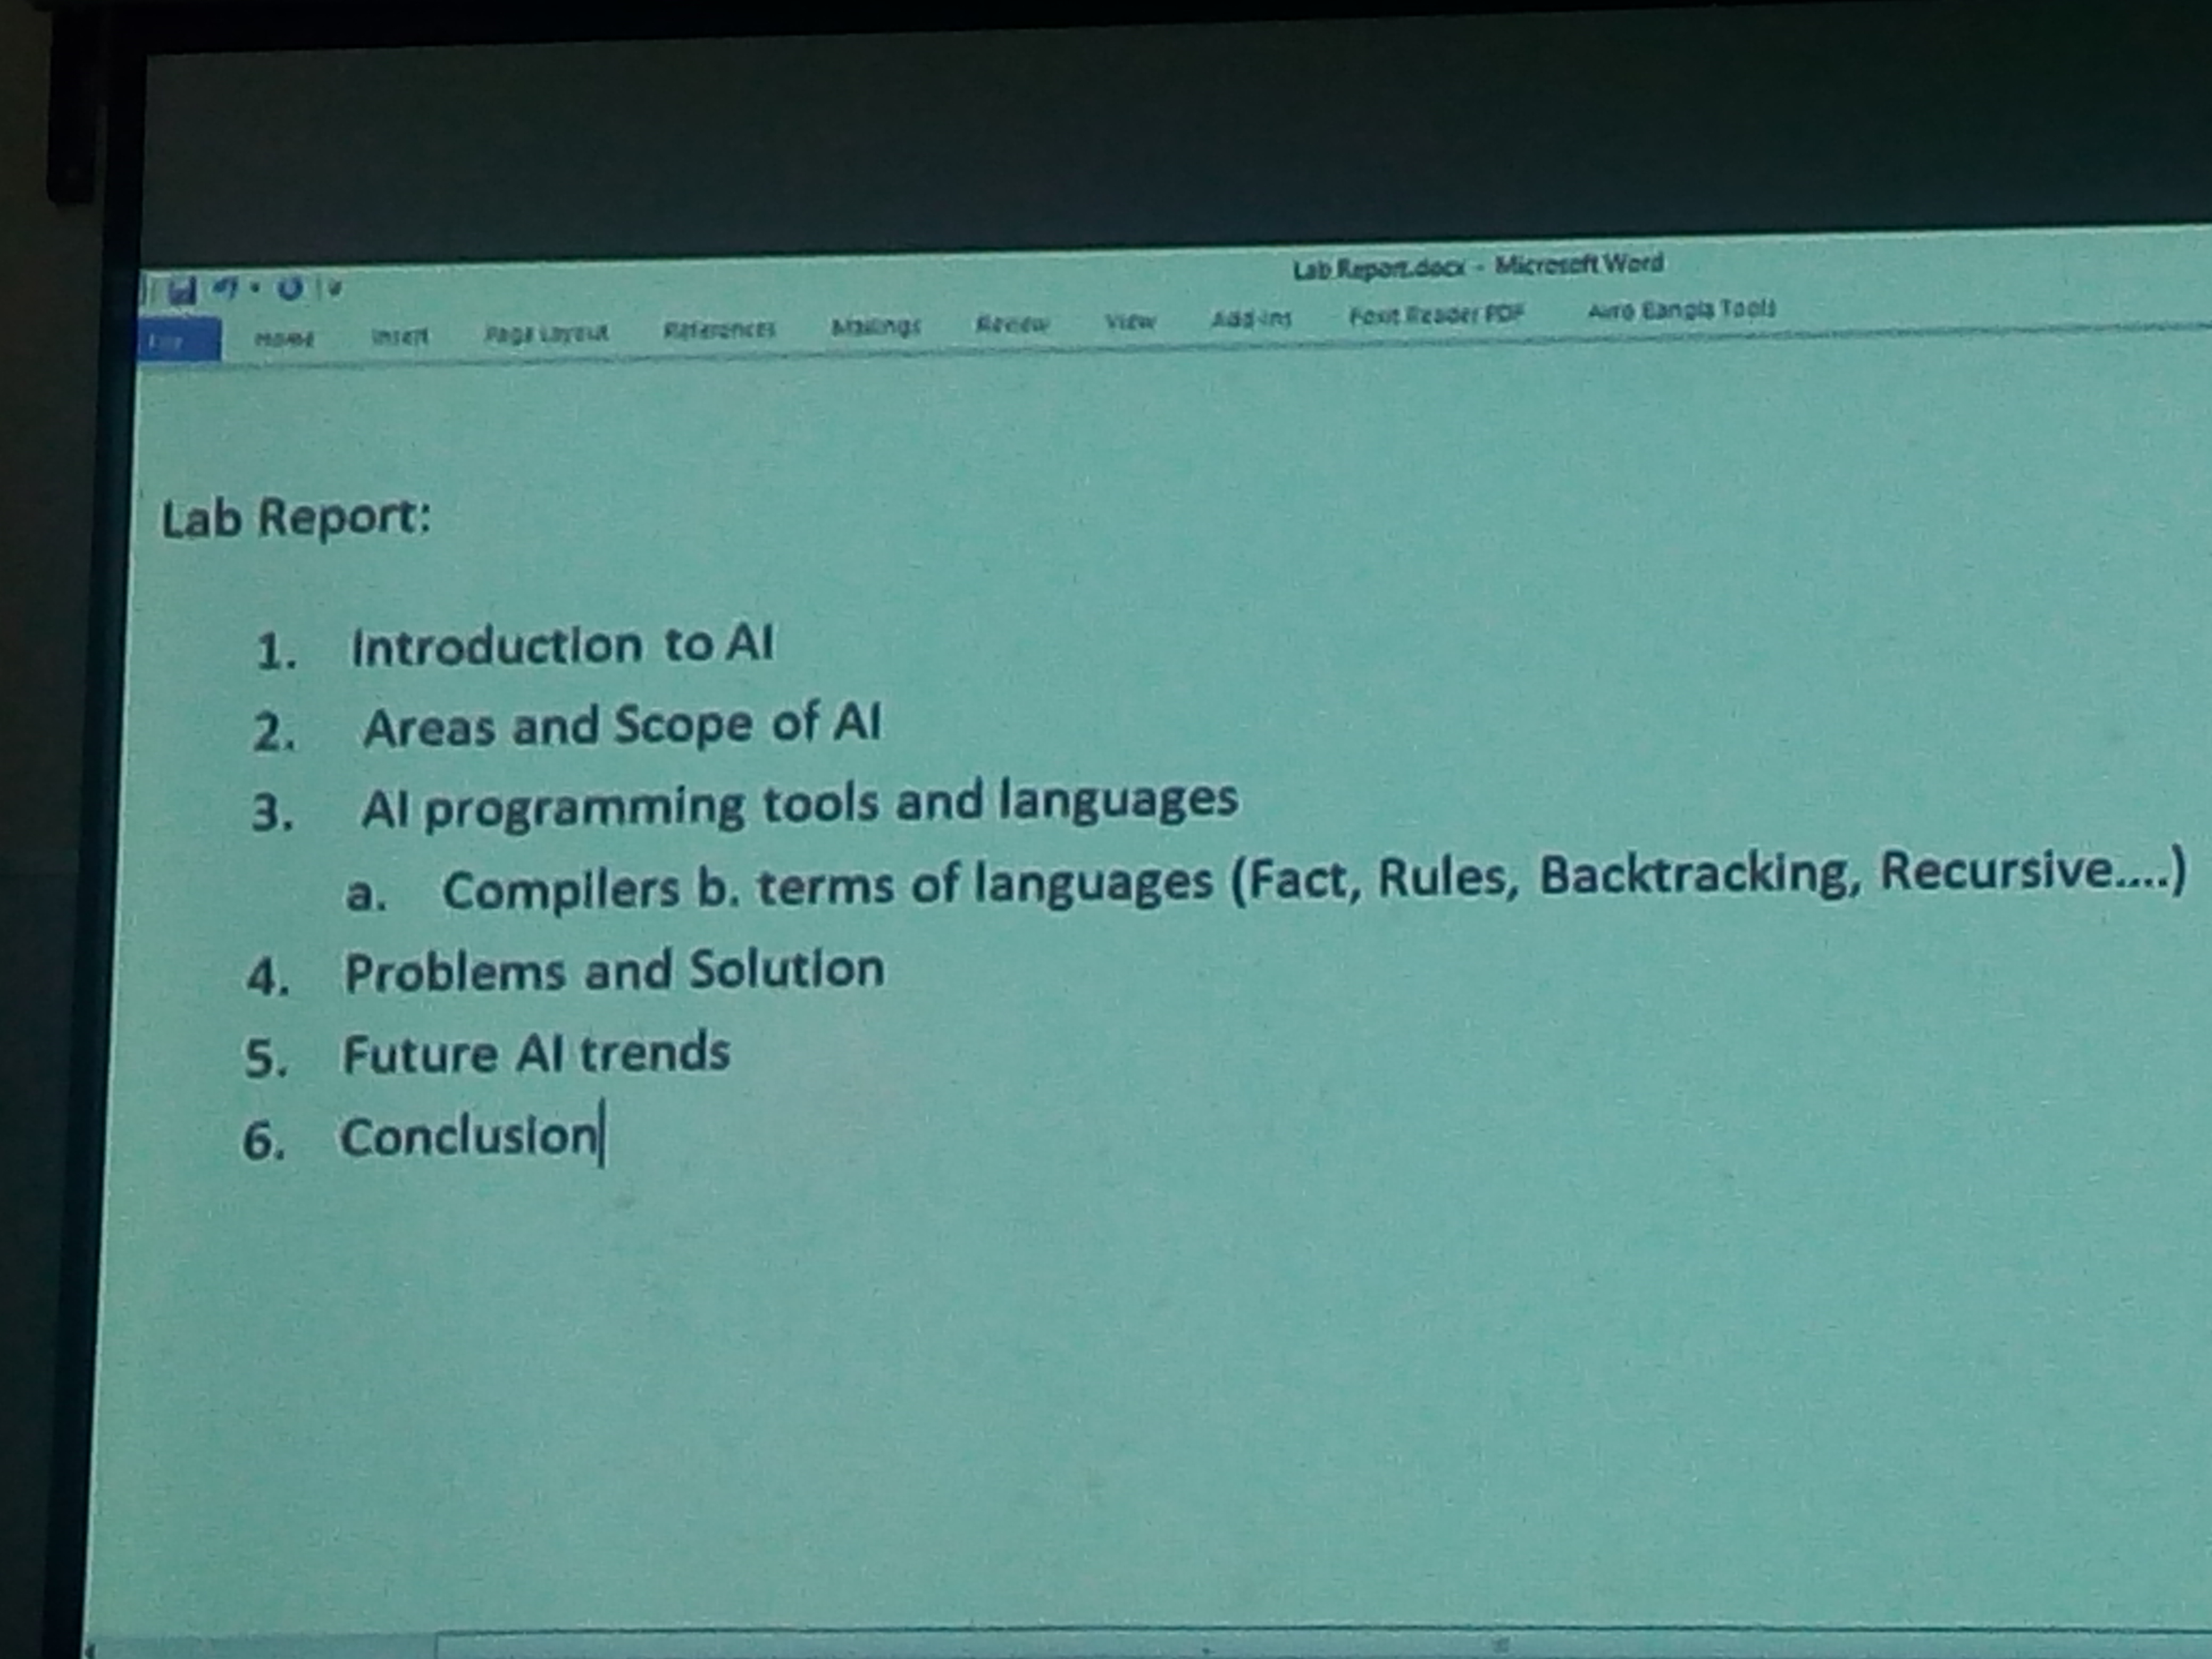 Lab Report.docx - Microsoft Word
File Home Insert Page Layout References Mailings Review View Add-Ins Foxit Reader PDF Avro Bangla Tools
Lab Report:
1. Introduction to AI
2. Areas and Scope of AI
3. AI programming tools and languages
a. Compilers b. terms of languages (Fact, Rules, Backtracking, Recursive....)
4. Problems and Solution
5. Future AI trends
6. Conclusion